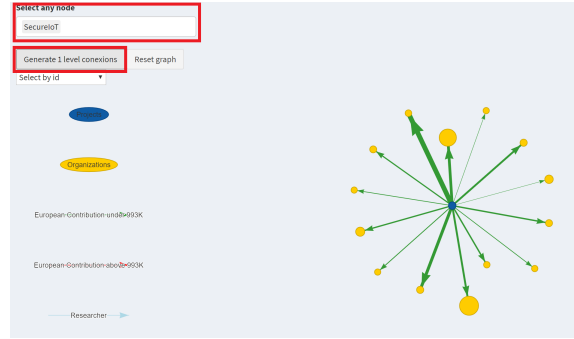 Select any node
SecureIoT
Generate 1 level conexions
Reset graph
Select by id
Projects
Organizations
European Contribution under 993K
European Contribution above 993K
Researcher